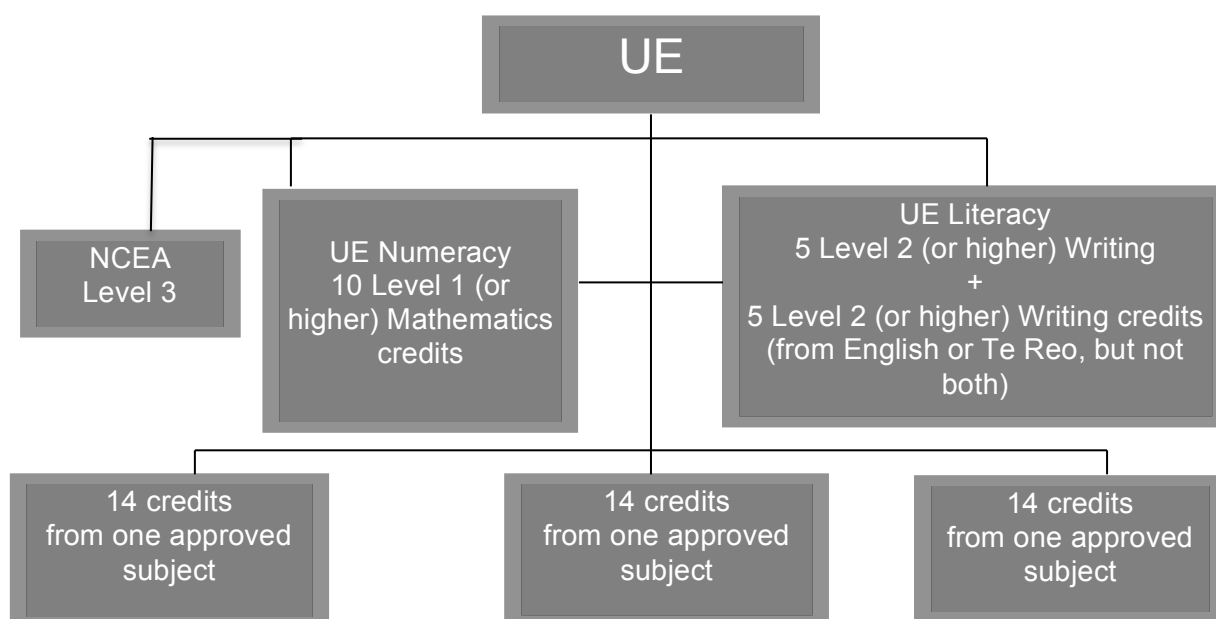 UE
NCEA
Level 3
UE Numeracy
10 Level 1 (or
higher) Mathematics
credits
UE Literacy
5 Level 2 (or higher) Writing
+
5 Level 2 (or higher) Writing credits
(from English or Te Reo, but not
both)
14 credits
from one approved
subject
14 credits
from one approved
subject
14 credits
from one approved
subject